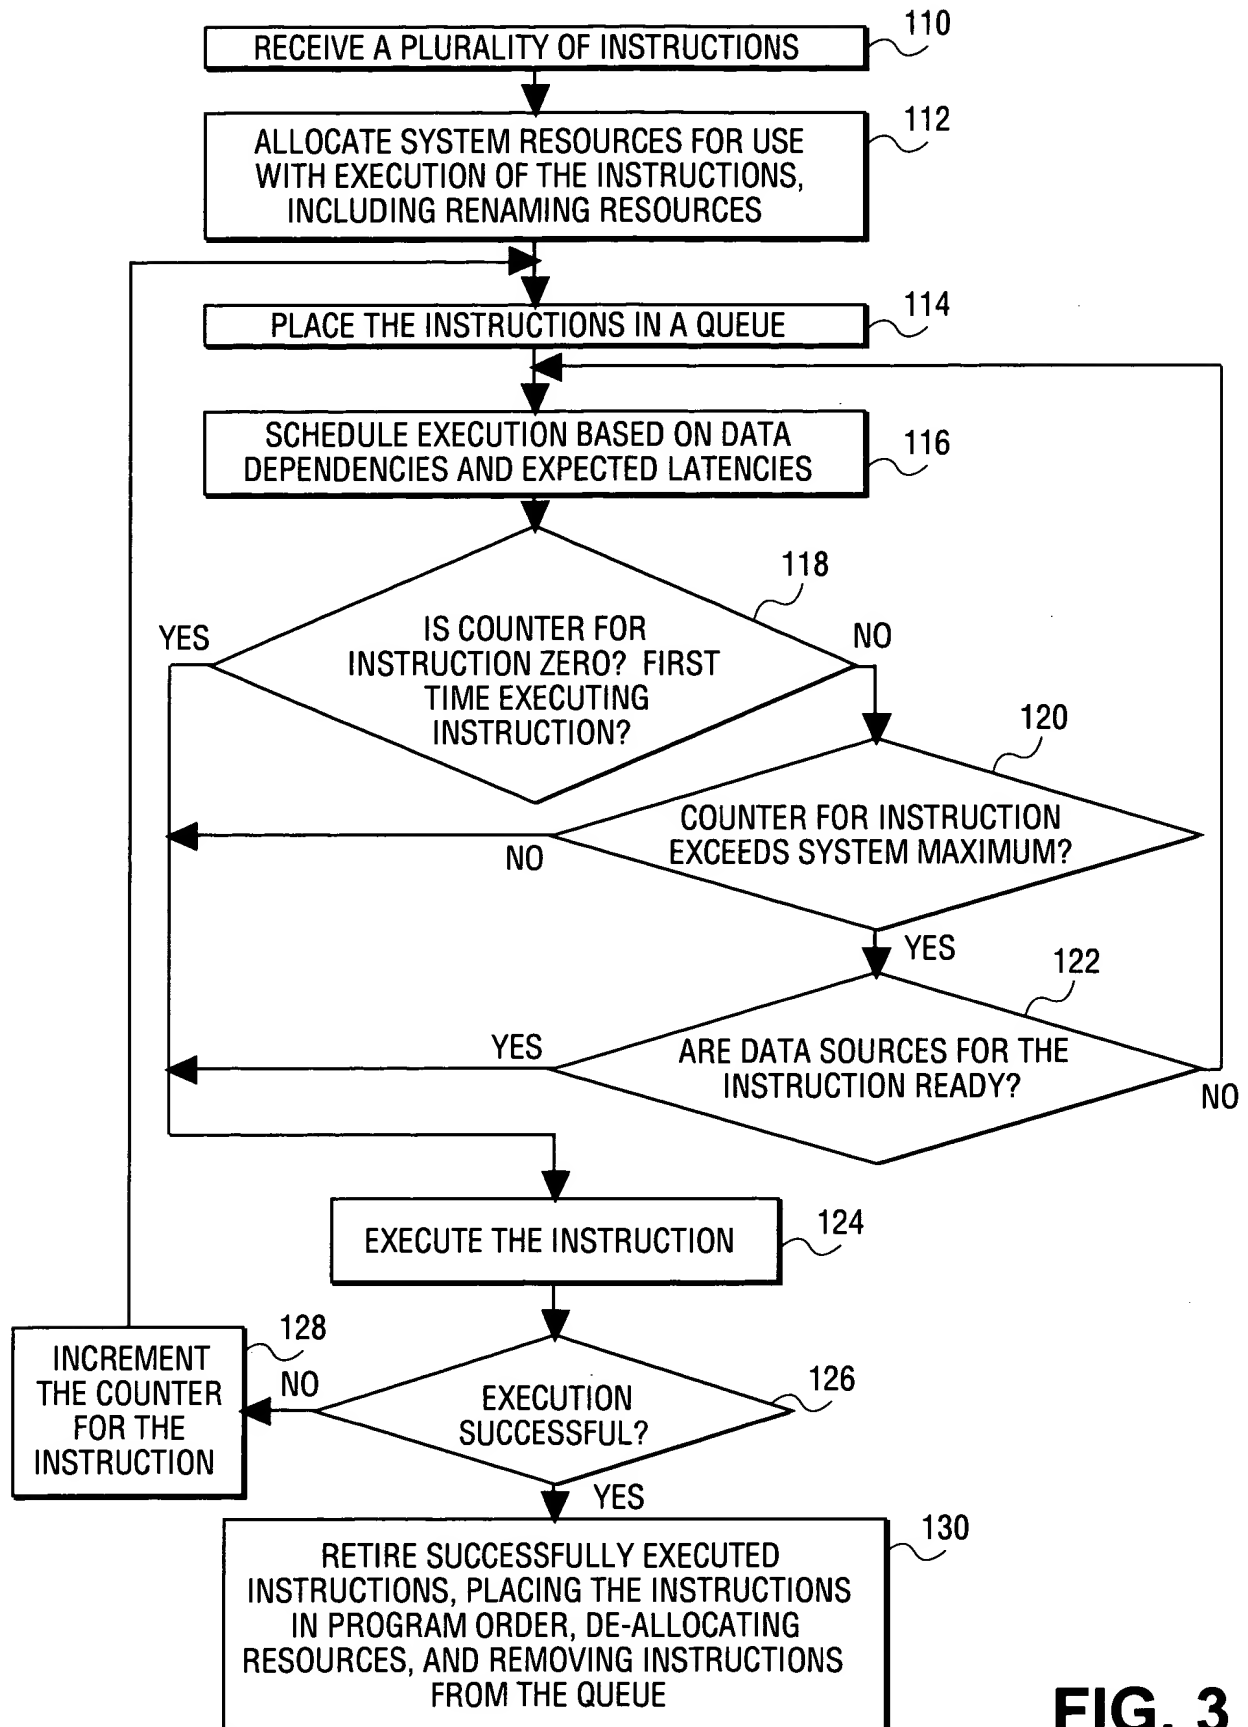 RECEIVE A PLURALITY OF INSTRUCTIONS
110
ALLOCATE SYSTEM RESOURCES FOR USE
WITH EXECUTION OF THE INSTRUCTIONS,
INCLUDING RENAMING RESOURCES
112
PLACE THE INSTRUCTIONS IN A QUEUE
114
SCHEDULE EXECUTION BASED ON DATA
DEPENDENCIES AND EXPECTED LATENCIES
116
118
YES
IS COUNTER FOR
INSTRUCTION ZERO? FIRST
TIME EXECUTING
INSTRUCTION?
NO
120
COUNTER FOR INSTRUCTION
EXCEEDS SYSTEM MAXIMUM?
NO
YES
122
YES
ARE DATA SOURCES FOR THE
INSTRUCTION READY?
NO
EXECUTE THE INSTRUCTION
124
128
INCREMENT
THE COUNTER
FOR THE
INSTRUCTION
NO
EXECUTION
SUCCESSFUL?
126
YES
130
RETIRE SUCCESSFULLY EXECUTED
INSTRUCTIONS, PLACING THE INSTRUCTIONS
IN PROGRAM ORDER, DE-ALLOCATING
RESOURCES, AND REMOVING INSTRUCTIONS
FROM THE QUEUE
FIG. 3